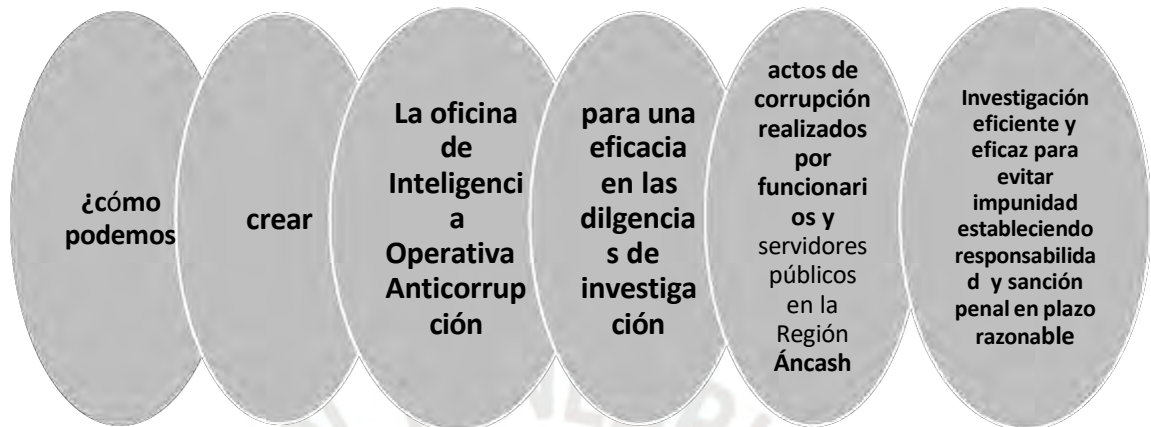 ¿cómo
podemos
crear
La oficina
de
Inteligenci
a
Operativa
Anticorrup
ción
para una
eficacia
en las
dilgencia
s de
investiga
ción
actos de
corrupción
realizados
por
funcionari
os y
servidores
públicos
en la
Región
Áncash
Investigación
eficiente y
eficaz para
evitar
impunidad
estableciendo
responsabilida
d y sanción
penal en plazo
razonable